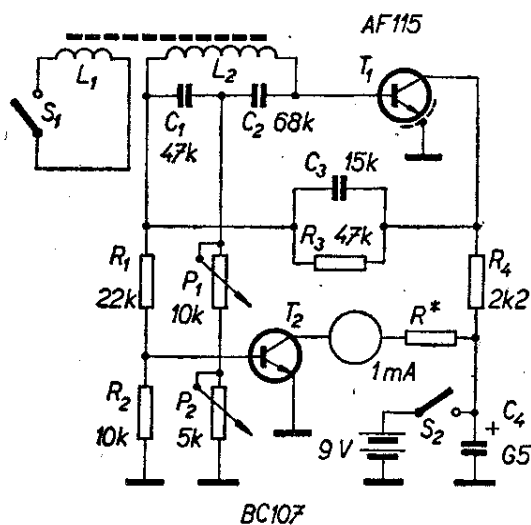 AF115
L1
L2
T1
S1
C1
47k
C2
68k
C3
15k
R3
47k
R1
22k
P1
10k
R4
2k2
T2
R*
1mA
R2
10k
P2
5k
9V
S2
+
C4
G5
BC107